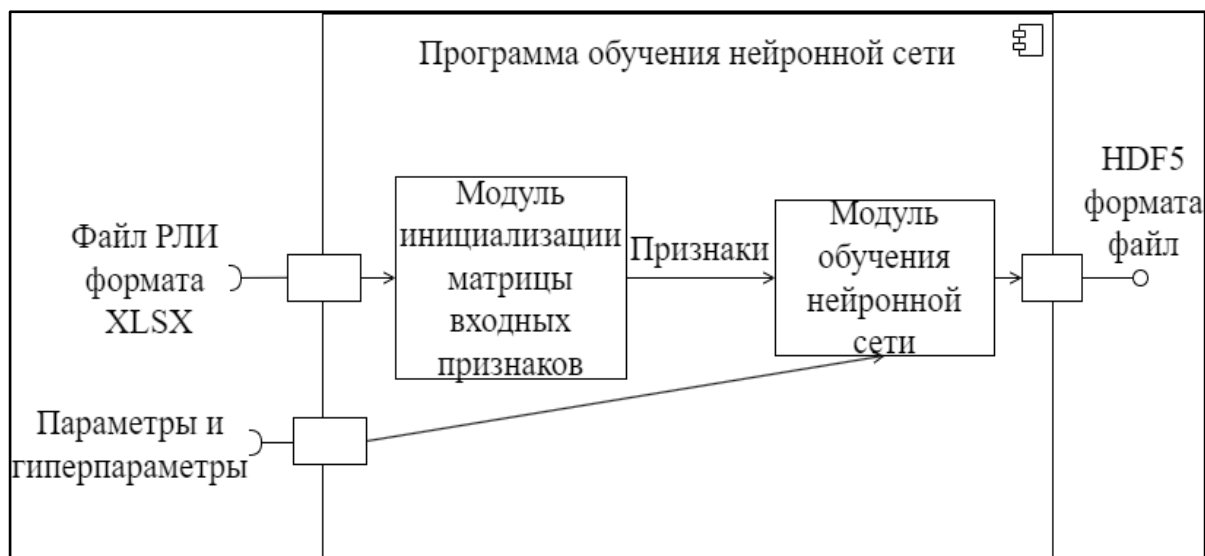 Программа обучения нейронной сети
Файл РЛИ
формата
XLSX
Модуль
инициализации
матрицы
входных
признаков
Признаки
Модуль
обучения
нейронной
сети
HDF5
формата
файл
Параметры и
гиперпараметры